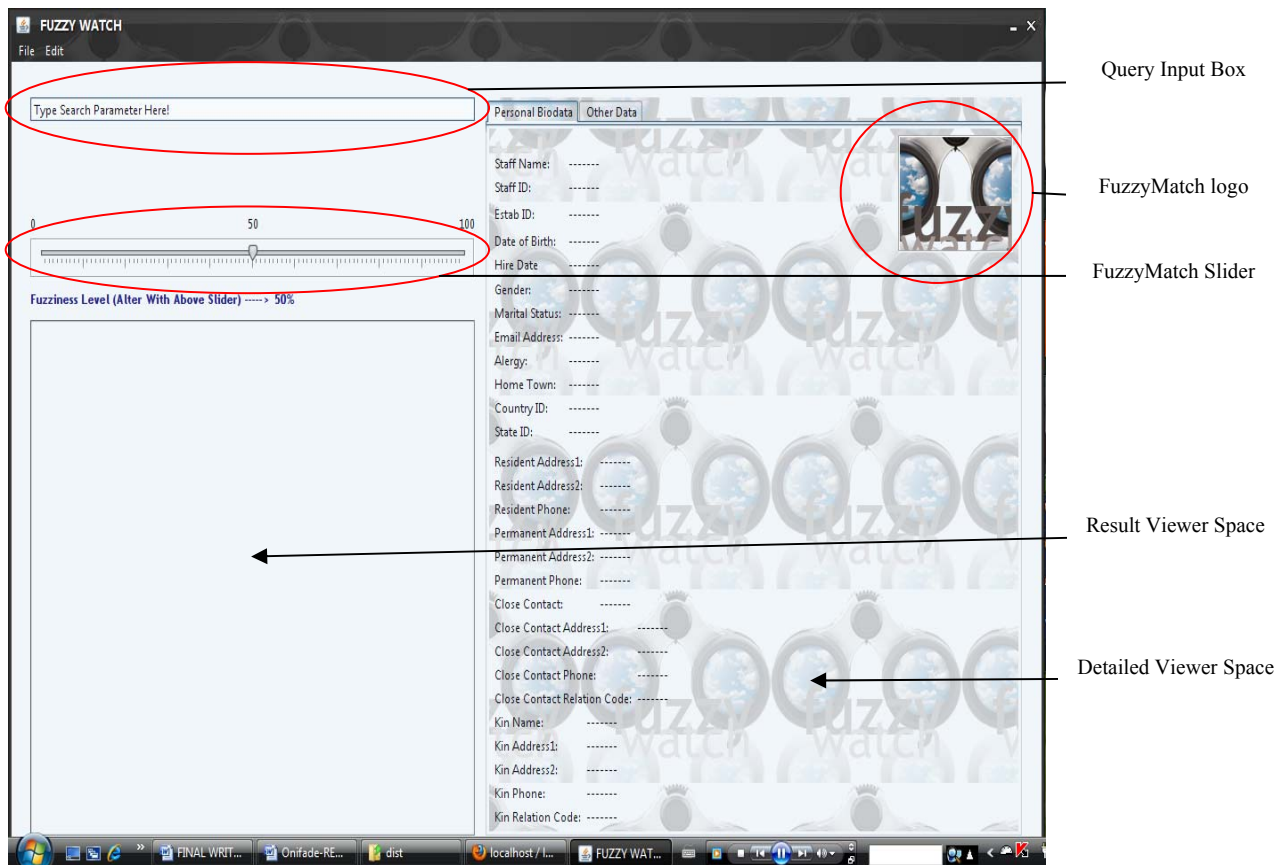 FUZZY WATCH
File Edit
Type Search Parameter Here!
0 50 100
Fuzziness Level (Alter With Above Slider) -----> 50%
Personal Biodata Other Data
fuzzy
watch
Staff Name: -------
Staff ID: -------
Estab ID: -------
Date of Birth: -------
Hire Date -------
Gender: -------
Marital Status: -------
Email Address: -------
Alergy: -------
Home Town: -------
Country ID: -------
State ID: -------
Resident Address1: -------
Resident Address2: -------
Resident Phone: -------
Permanent Address1: -------
Permanent Address2: -------
Permanent Phone: -------
Close Contact: -------
Close Contact Address1: -------
Close Contact Address2: -------
Close Contact Phone: -------
Close Contact Relation Code: -------
Kin Name: -------
Kin Address1: -------
Kin Address2: -------
Kin Phone: -------
Kin Relation Code: -------
Query Input Box
FuzzyMatch logo
FuzzyMatch Slider
Result Viewer Space
Detailed Viewer Space
FINAL WRIT... Onifade-RE... dist localhost / l... FUZZY WAT...